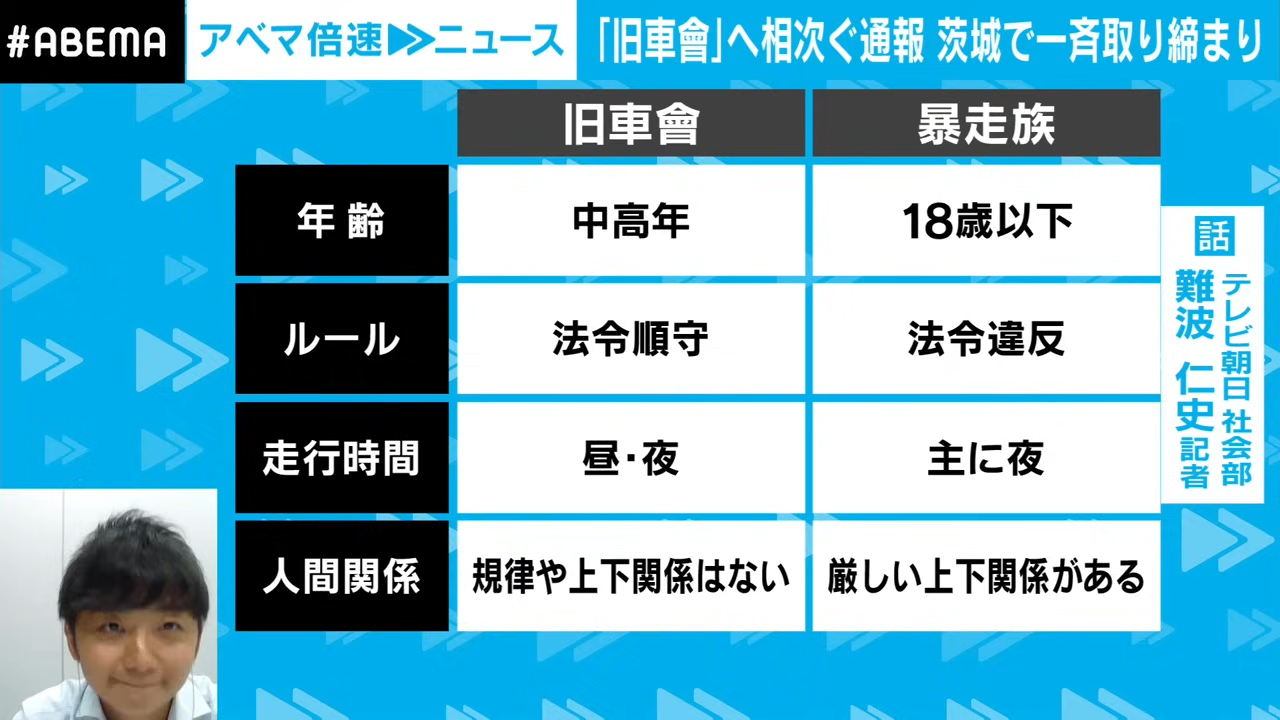 #ABEMA
アベマ倍速ニュース
「旧車會」へ相次ぐ通報 茨城で一斉取り締まり
旧車會 暴走族
年齢 中高年 18歳以下
ルール 法令順守 法令違反
走行時間 昼・夜 主に夜
人間関係 規律や上下関係はない 厳しい上下関係がある
話
テレビ朝日 社会部
難波 仁史 記者